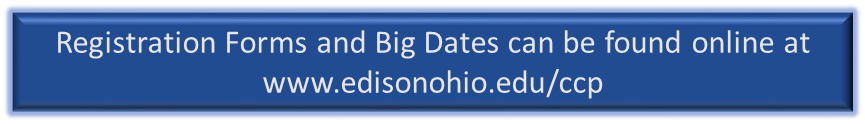 Registration Forms and Big Dates can be found online at
www.edisonohio.edu/ccp